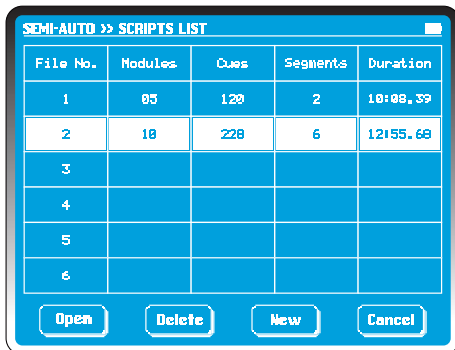 SEMI-AUTO >> SCRIPTS LIST
File No. Modules Cues Segments Duration
1 05 120 2 10:08.39
2 10 228 6 12:55.68
3
4
5
6
Open Delete New Cancel